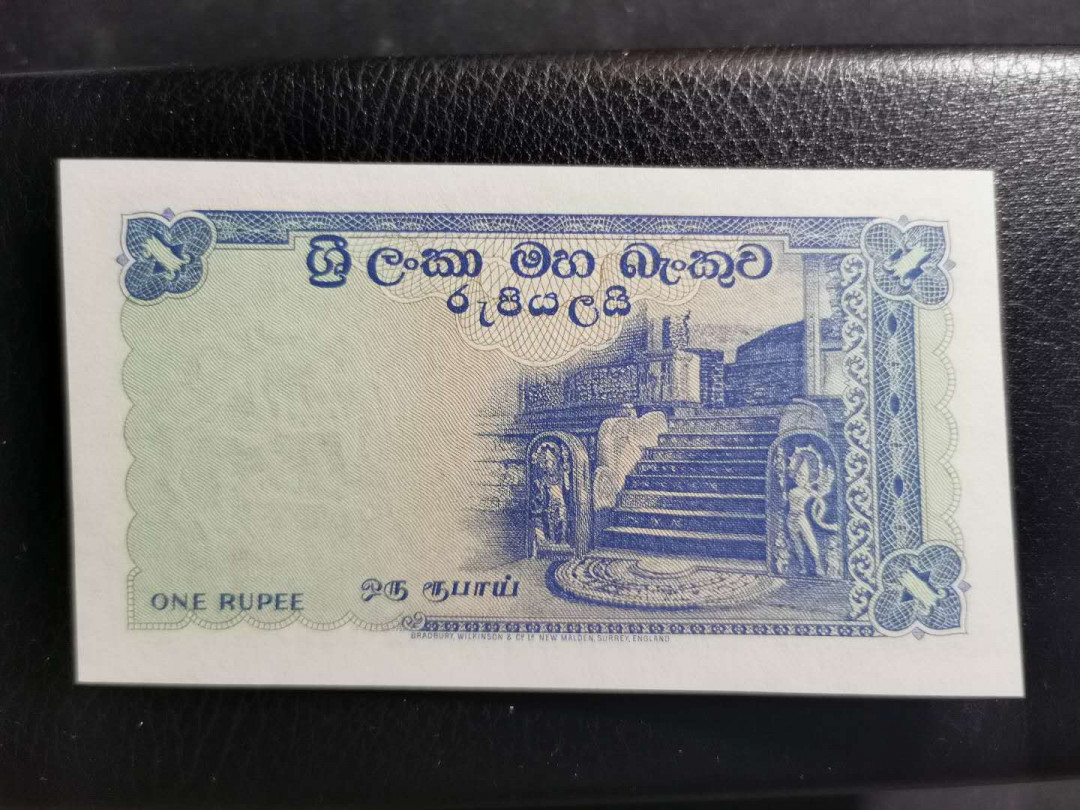 ශ්‍රී ලංකා මහ බැංකුව
රුපියලයි
ஒரு ரூபாய்
ONE RUPEE
BRADBURY WILKINSON & Cº Lᵈ NEW MALDEN, SURREY, ENGLAND